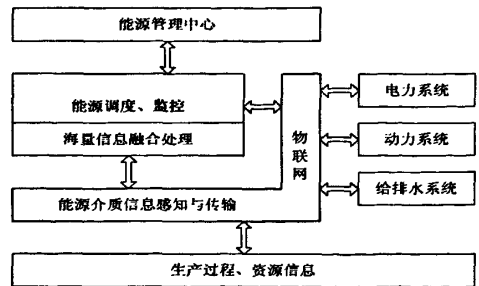 能源管理中心
能源调度、监控
海量信息融合处理
物联网
电力系统
动力系统
给排水系统
能源介质信息感知与传输
生产过程、资源信息